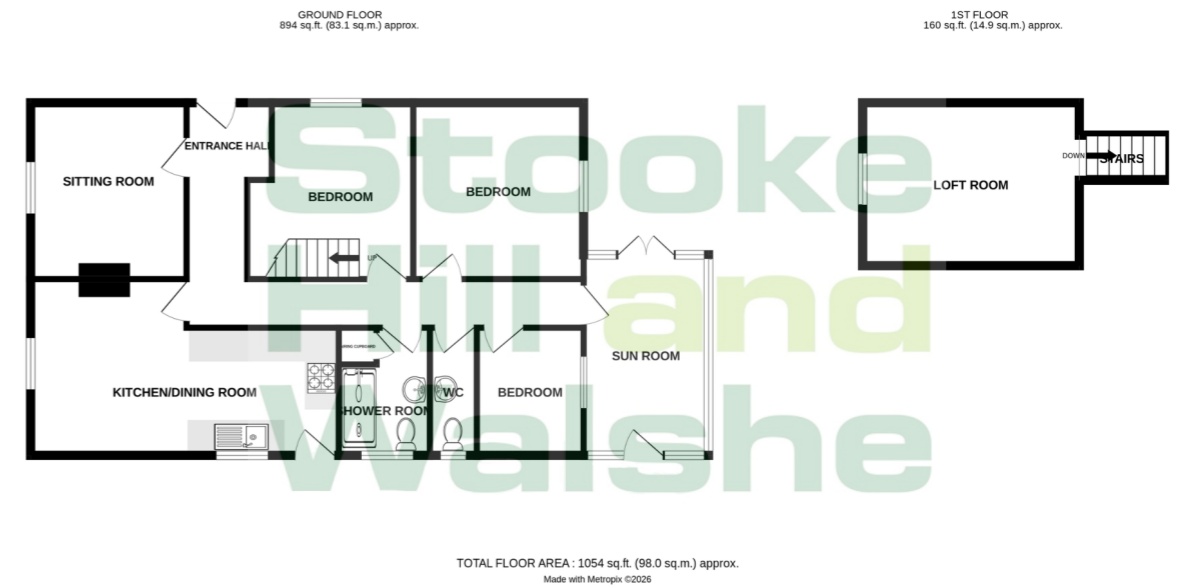 GROUND FLOOR
894 sq.ft. (83.1 sq.m.) approx.
1ST FLOOR
160 sq.ft. (14.9 sq.m.) approx.
Stooke
Hill and
Walshe
ENTRANCE HALL
SITTING ROOM
BEDROOM
BEDROOM
UP
DOWN
STAIRS
LOFT ROOM
SUN ROOM
KITCHEN/DINING ROOM
CUPBOARD
SHOWER ROOM
WC
BEDROOM
TOTAL FLOOR AREA : 1054 sq.ft. (98.0 sq.m.) approx.
Made with Metropix ©2026